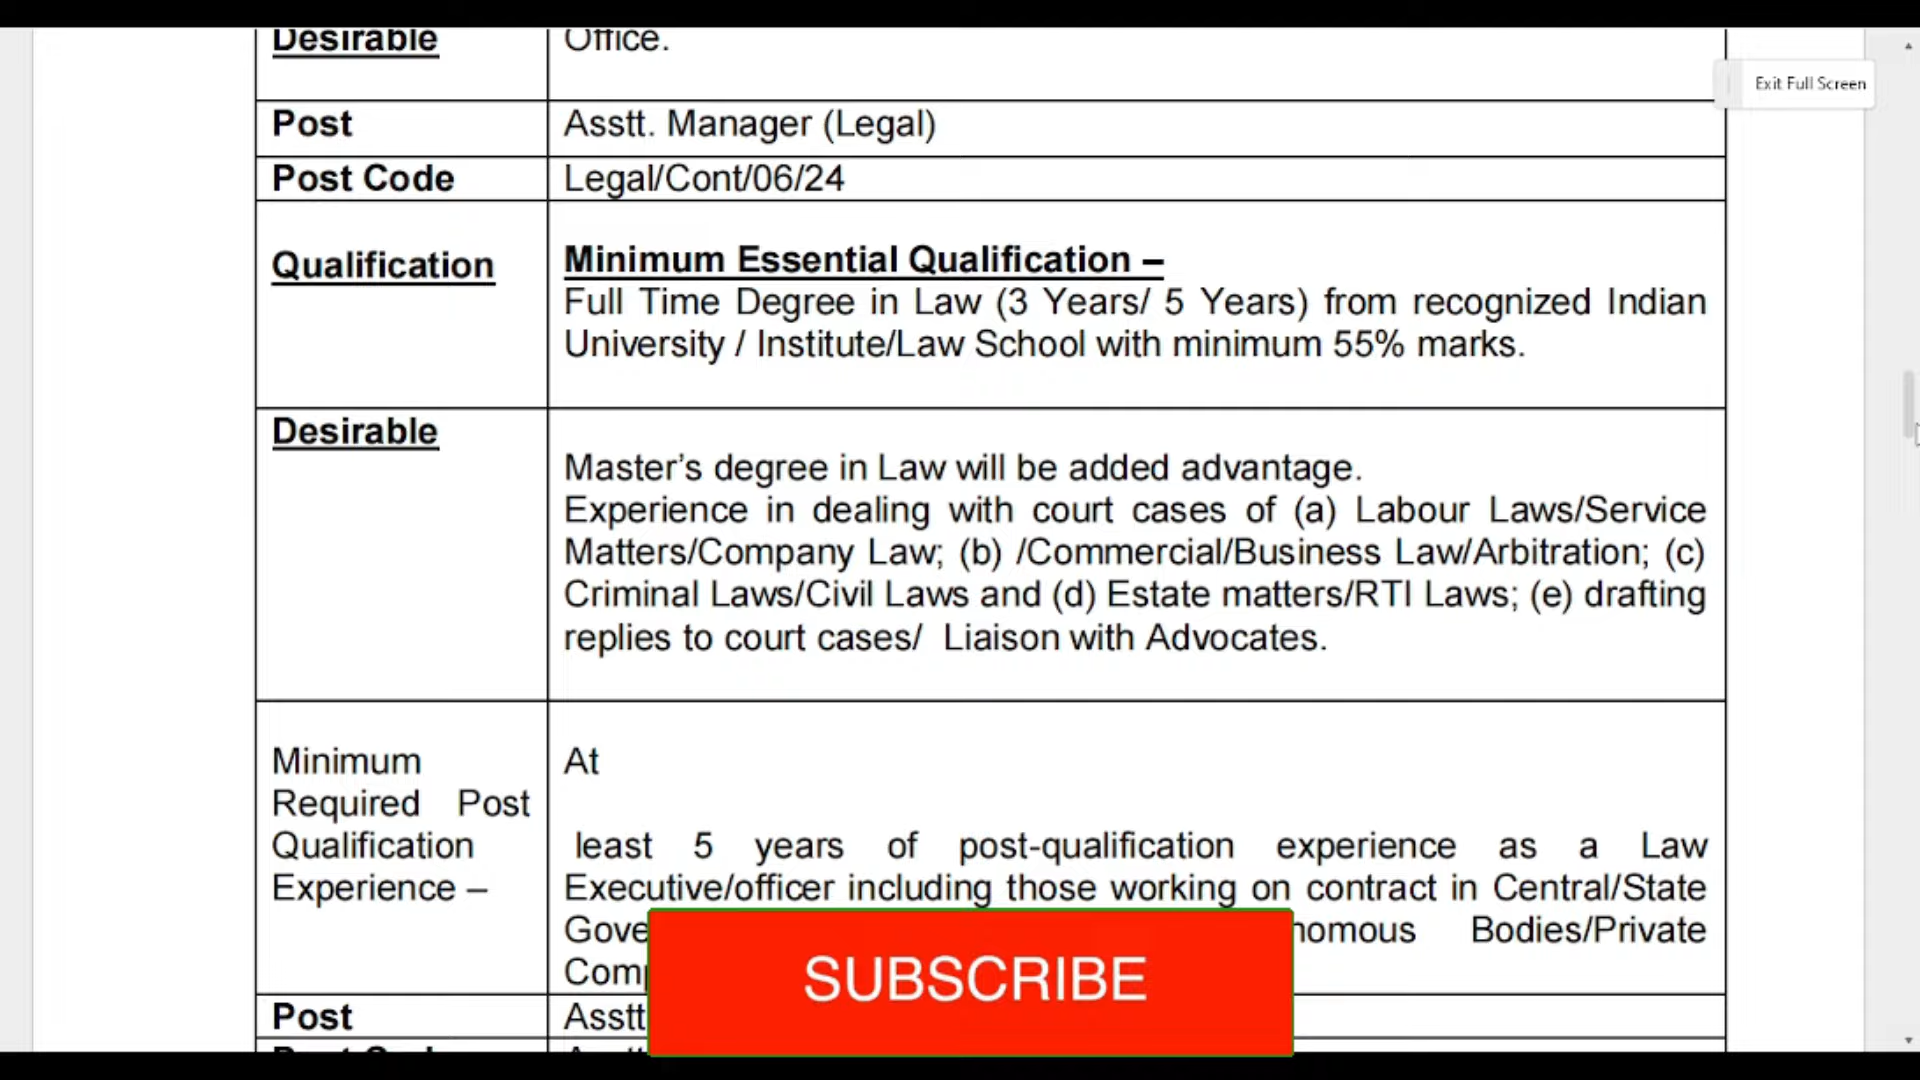 Desirable
Office.
Exit Full Screen
Post
Asstt. Manager (Legal)
Post Code
Legal/Cont/06/24
Qualification
Minimum Essential Qualification –
Full Time Degree in Law (3 Years/ 5 Years) from recognized Indian
University / Institute/Law School with minimum 55% marks.
Desirable
Master’s degree in Law will be added advantage.
Experience in dealing with court cases of (a) Labour Laws/Service
Matters/Company Law; (b) /Commercial/Business Law/Arbitration; (c)
Criminal Laws/Civil Laws and (d) Estate matters/RTI Laws; (e) drafting
replies to court cases/ Liaison with Advocates.
Minimum
Required Post
Qualification
Experience –
At
least 5 years of post-qualification experience as a Law
Executive/officer including those working on contract in Central/State
Bodies/Private
SUBSCRIBE
Post
Asstt